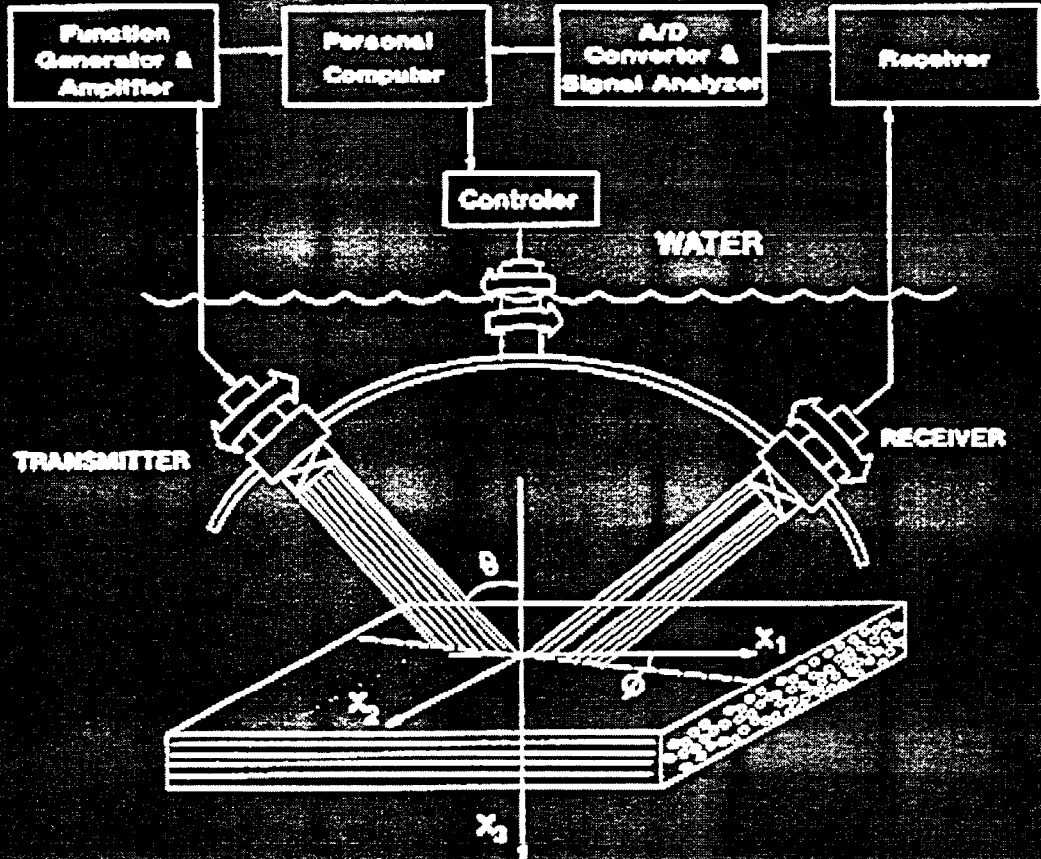 Function
Generator &
Amplifier
Personal
Computer
A/D
Convertor &
Signal Analyzer
Receiver
Controler
WATER
TRANSMITTER
RECEIVER
θ
X₁
Ø
X₂
X₃